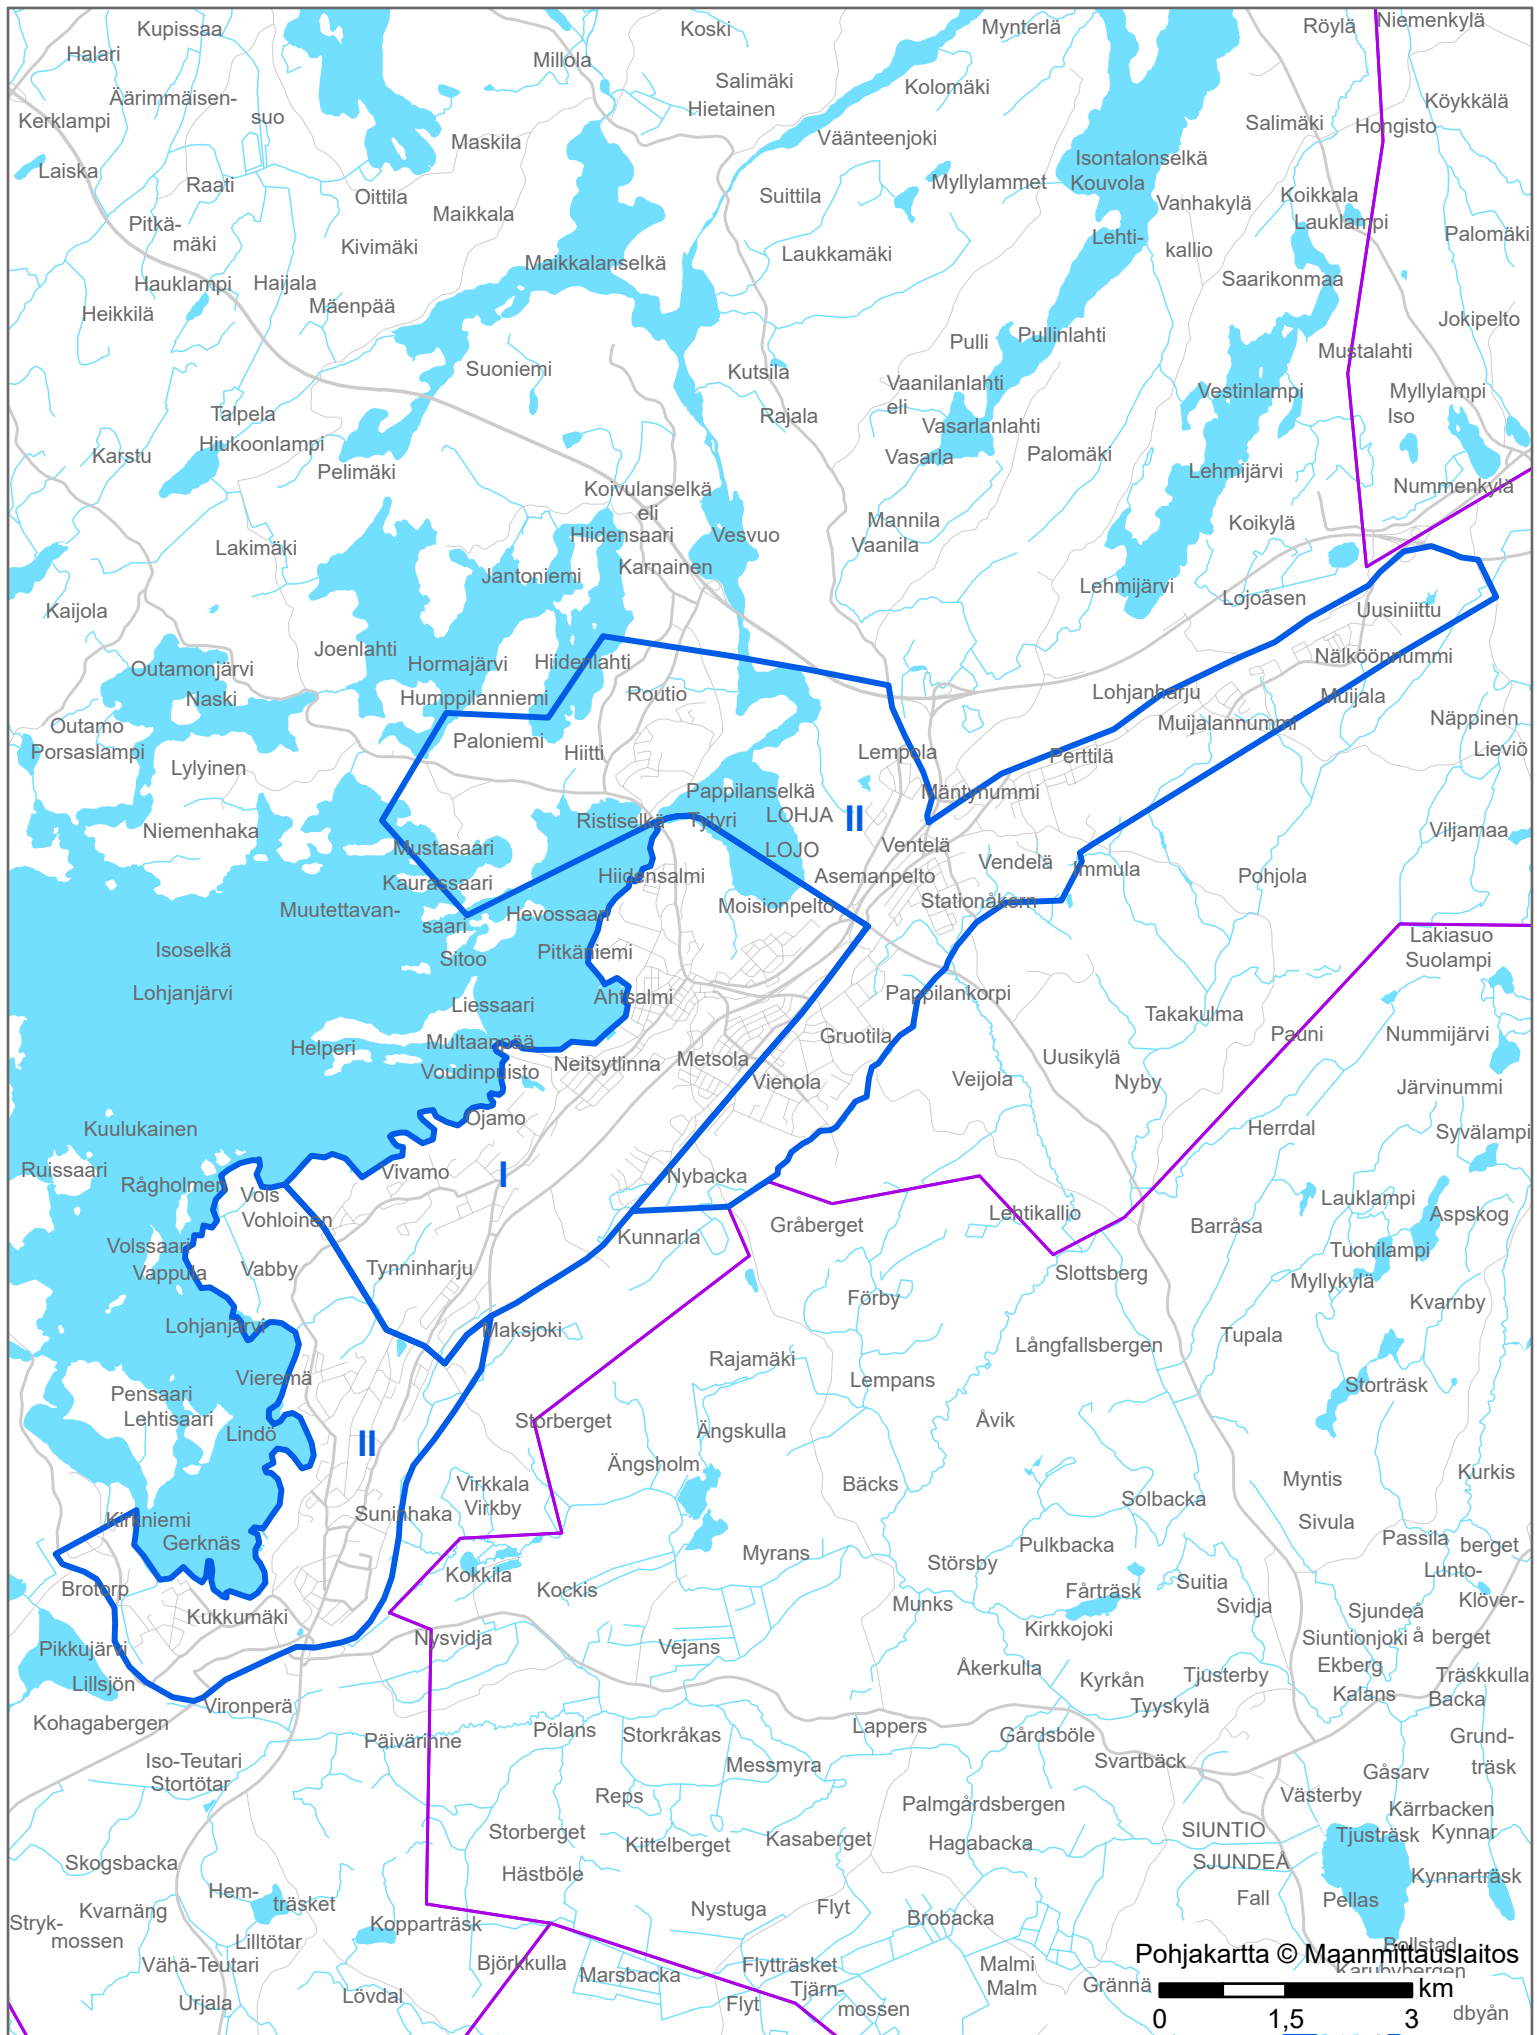 Kupissaa
Koski
Mynterlä
Röylä
Niemenkylä
Halari
Millola
Salimäki
Kolomäki
Äärimmäisen-
suo
Hietainen
Köykkälä
Kerklampi
Salimäki
Hongisto
Maskila
Väänteenjoki
Isontalonselkä
Laiska
Raati
Oittila
Suittila
Myllylammet
Kouvola
Vanhakylä
Koikkala
Lauklampi
Pitkä-
mäki
Maikkala
Kivimäki
Laukkamäki
Lehti-
kallio
Palomäki
Maikkalanselkä
Hauklampi
Haijala
Saarikonmaa
Heikkilä
Mäenpää
Jokipelto
Pulli
Pullinlahti
Mustalahti
Suoniemi
Kutsila
Vaanilanlahti
eli
Vasarlanlahti
Vestinlampi
Myllylampi
Iso
Talpela
Rajala
Hiukoonlampi
Karstu
Pelimäki
Vasarla
Palomäki
Lehmijärvi
Koivulanselkä
eli
Hiidensaari
Nummenkylä
Lakimäki
Vesvuo
Mannila
Vaanila
Koikylä
Jantoniemi
Karnainen
Lehmijärvi
Lojoåsen
Uusiniittu
Kaijola
Joenlahti
Outamonjärvi
Hormajärvi
Hiidenlahti
Nälköönnummi
Naski
Humppilanniemi
Routio
Lohjanharju
Muijala
Outamo
Porsaslampi
Paloniemi
Hiitti
Lempola
Muijalannummi
Näppinen
Lieviö
Lylyinen
Perttilä
Pappilanselkä
Mäntynummi
Niemenhaka
Ristiselkä
Tytyri
LOHJA
II
Viljamaa
Mustasaari
LOJO
Ventelä
Vendelä
Immula
Kaurassaari
Hiidensalmi
Asemanpelto
Pohjola
Muutettavan-
saari
Hevossaari
Moisionpelto
Stationåkern
Isoselkä
Sitoo
Pitkäniemi
Lakiasuo
Suolampi
Lohjanjärvi
Liessaari
Ahtsalmi
Pappilankorpi
Takakulma
Helperi
Multaanpää
Gruotila
Pauni
Nummijärvi
Voudinpuisto
Neitsytlinna
Metsola
Vienola
Uusikylä
Veijola
Nyby
Järvinummi
Kuulukainen
Ojamo
Herrdal
Syvälampi
Ruissaari
Rågholmen
Vivamo
I
Nybacka
Vols
Vohloinen
Lehtikallio
Lauklampi
Aspskog
Gråberget
Barråsa
Volssaari
Vappula
Vabby
Tynninharju
Kunnarla
Slottsberg
Tuohilampi
Myllykylä
Förby
Kvarnby
Lohjanjärvi
Maksjoki
Långfallsbergen
Tupala
Vieremä
Rajamäki
Lempans
Storträsk
Pensaari
Lehtisaari
Lindö
Storberget
Ängskulla
Åvik
II
Ängsholm
Bäcks
Myntis
Kurkis
Virkkala
Virkby
Suninhaka
Solbacka
Kirkniemi
Gerknäs
Sivula
Passila
berget
Myrans
Pulkbacka
Störsby
Lunto-
Brotorp
Kokkila
Kockis
Fårträsk
Suitia
Svidja
Klöver-
Kukkumäki
Munks
Sjundeå
Kirkkojoki
Siuntionjoki
å
berget
Pikkujärvi
Nysvidja
Vejans
Lillsjön
Åkerkulla
Kyrkån
Tjusterby
Ekberg
Träskkulla
Vironperä
Kalans
Backa
Kohagabergen
Tyyskylä
Päivärinne
Pölans
Storkråkas
Lappers
Gårdsböle
Grund-
träsk
Iso-Teutari
Stortötar
Messmyra
Svartbäck
Gåsarv
Reps
Palmgårdsbergen
Västerby
Kärrbacken
Storberget
Kittelberget
Kasaberget
Hagabacka
SIUNTIO
Tjusträsk
Kynnar
Skogsbacka
Hästböle
SJUNDEÅ
Kynnarträsk
Hem-
träsket
Fall
Pellas
Kvarnäng
Stryk-
mossen
Kopparträsk
Nystuga
Flyt
Brobacka
Lilltötar
Bollstad
Pohjakartta © Maanmittauslaitos
Vähä-Teutari
Björkkulla
Marsbacka
Flytträsket
Malmi
Malm
Karubybergen
Grännä
km
Urjala
Lövdal
Flyt
Tjärn-
mossen
dbyån
0 1,5 3